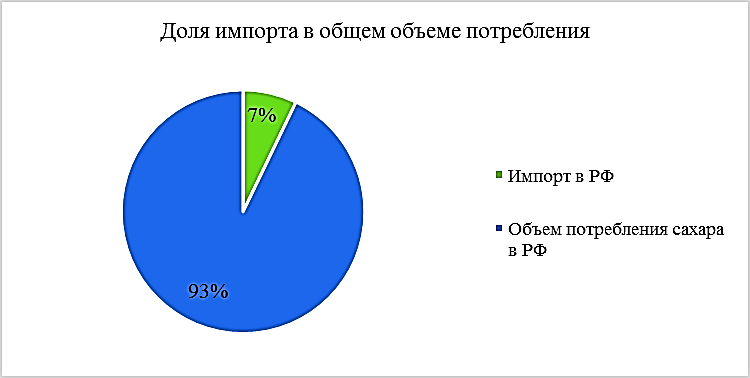 Доля импорта в общем объеме потребления
7%
Импорт в РФ
Объем потребления сахара
в РФ
93%